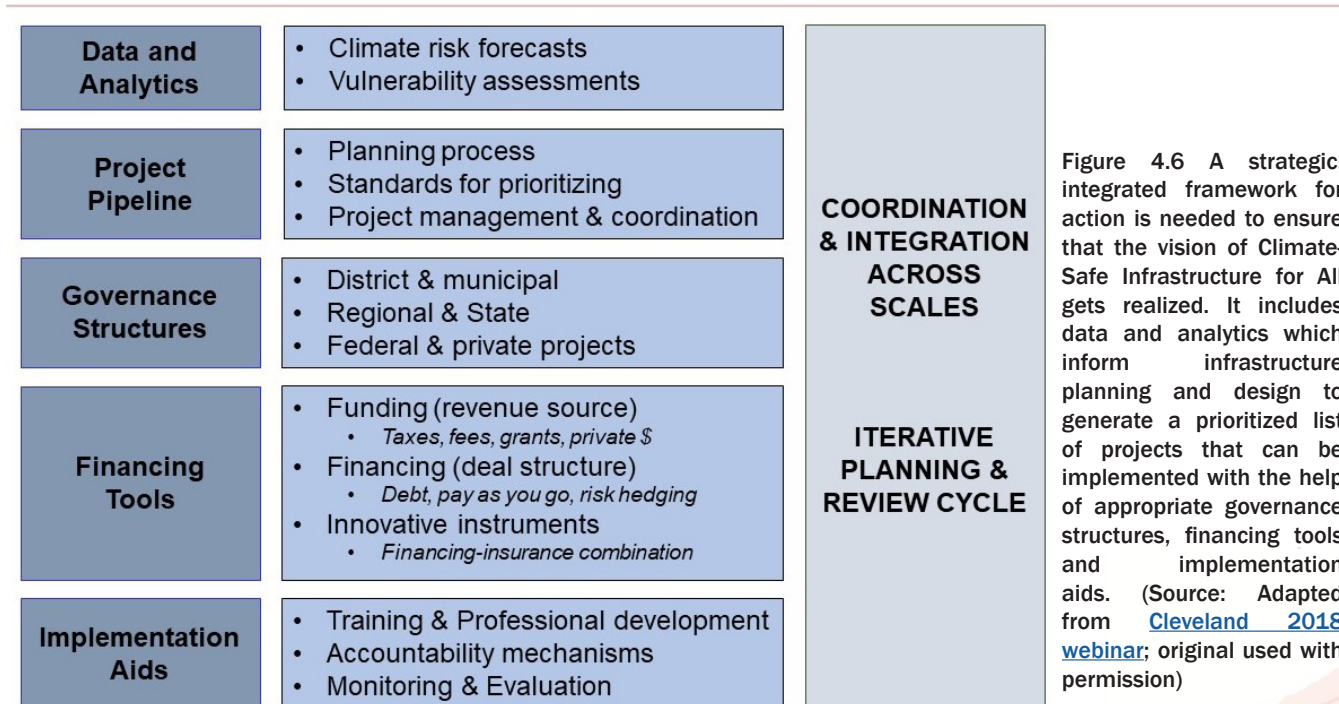 Data and
Analytics
• Climate risk forecasts
• Vulnerability assessments
Project
Pipeline
• Planning process
• Standards for prioritizing
• Project management & coordination
Governance
Structures
• District & municipal
• Regional & State
• Federal & private projects
Financing
Tools
• Funding (revenue source)
• Taxes, fees, grants, private $
• Financing (deal structure)
• Debt, pay as you go, risk hedging
• Innovative instruments
• Financing-insurance combination
Implementation
Aids
• Training & Professional development
• Accountability mechanisms
• Monitoring & Evaluation
COORDINATION
& INTEGRATION
ACROSS
SCALES
ITERATIVE
PLANNING &
REVIEW CYCLE
Figure 4.6 A strategic
integrated framework for
action is needed to ensure
that the vision of Climate-
Safe Infrastructure for All
gets realized. It includes
data and analytics which
inform infrastructure
planning and design to
generate a prioritized list
of projects that can be
implemented with the help
of appropriate governance
structures, financing tools
and implementation
aids. (Source: Adapted
from Cleveland 2018
webinar; original used with
permission)